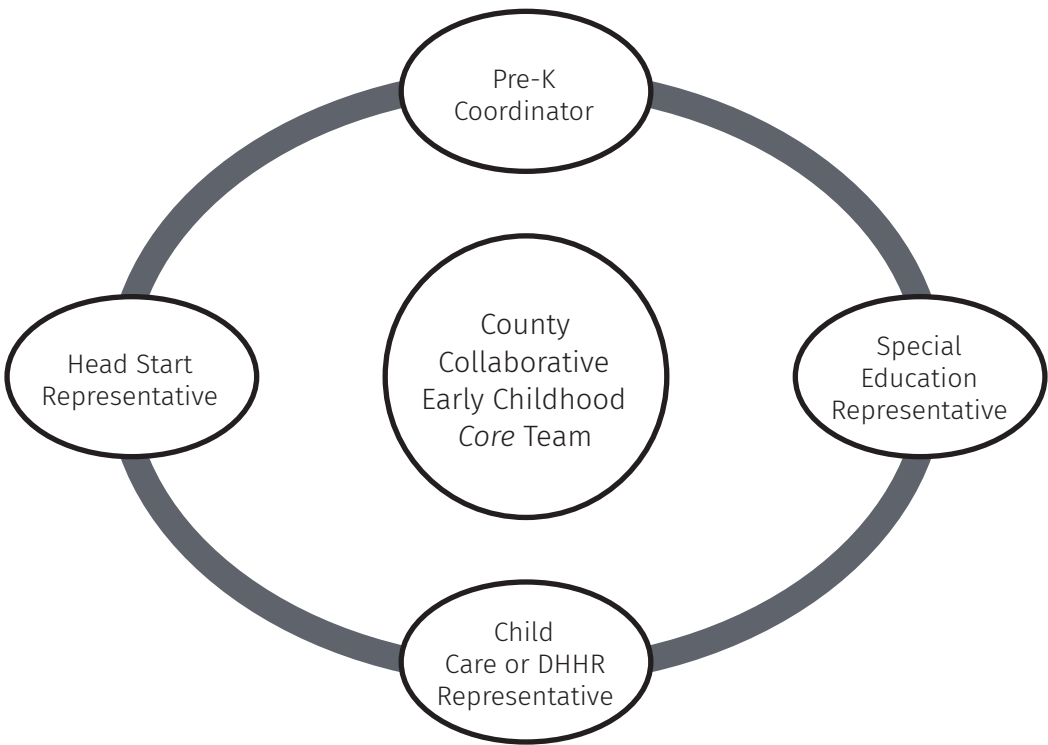 Pre-K
Coordinator
Head Start
Representative
County
Collaborative
Early Childhood
Core Team
Special
Education
Representative
Child
Care or DHHR
Representative